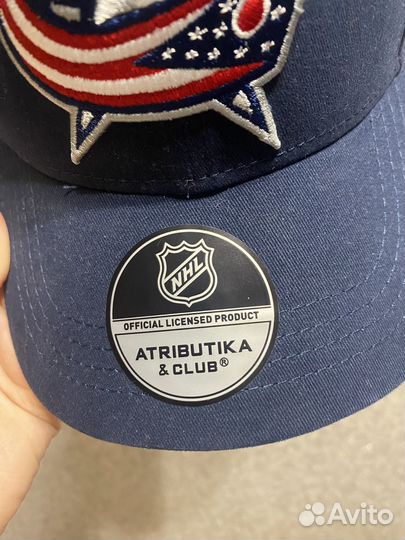 NHL
OFFICIAL LICENSED PRODUCT
ATRIBUTIKA
& CLUB®
Avito